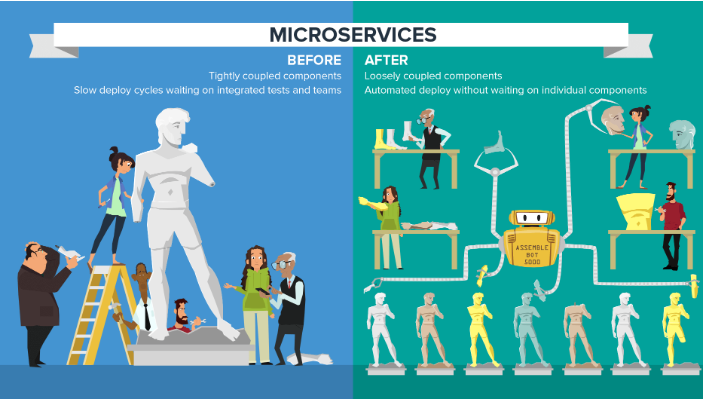 MICROSERVICES
BEFORE
Tightly coupled components
Slow deploy cycles waiting on integrated tests and teams
AFTER
Loosely coupled components
Automated deploy without waiting on individual components
ASSEMBLE
BOT
5000